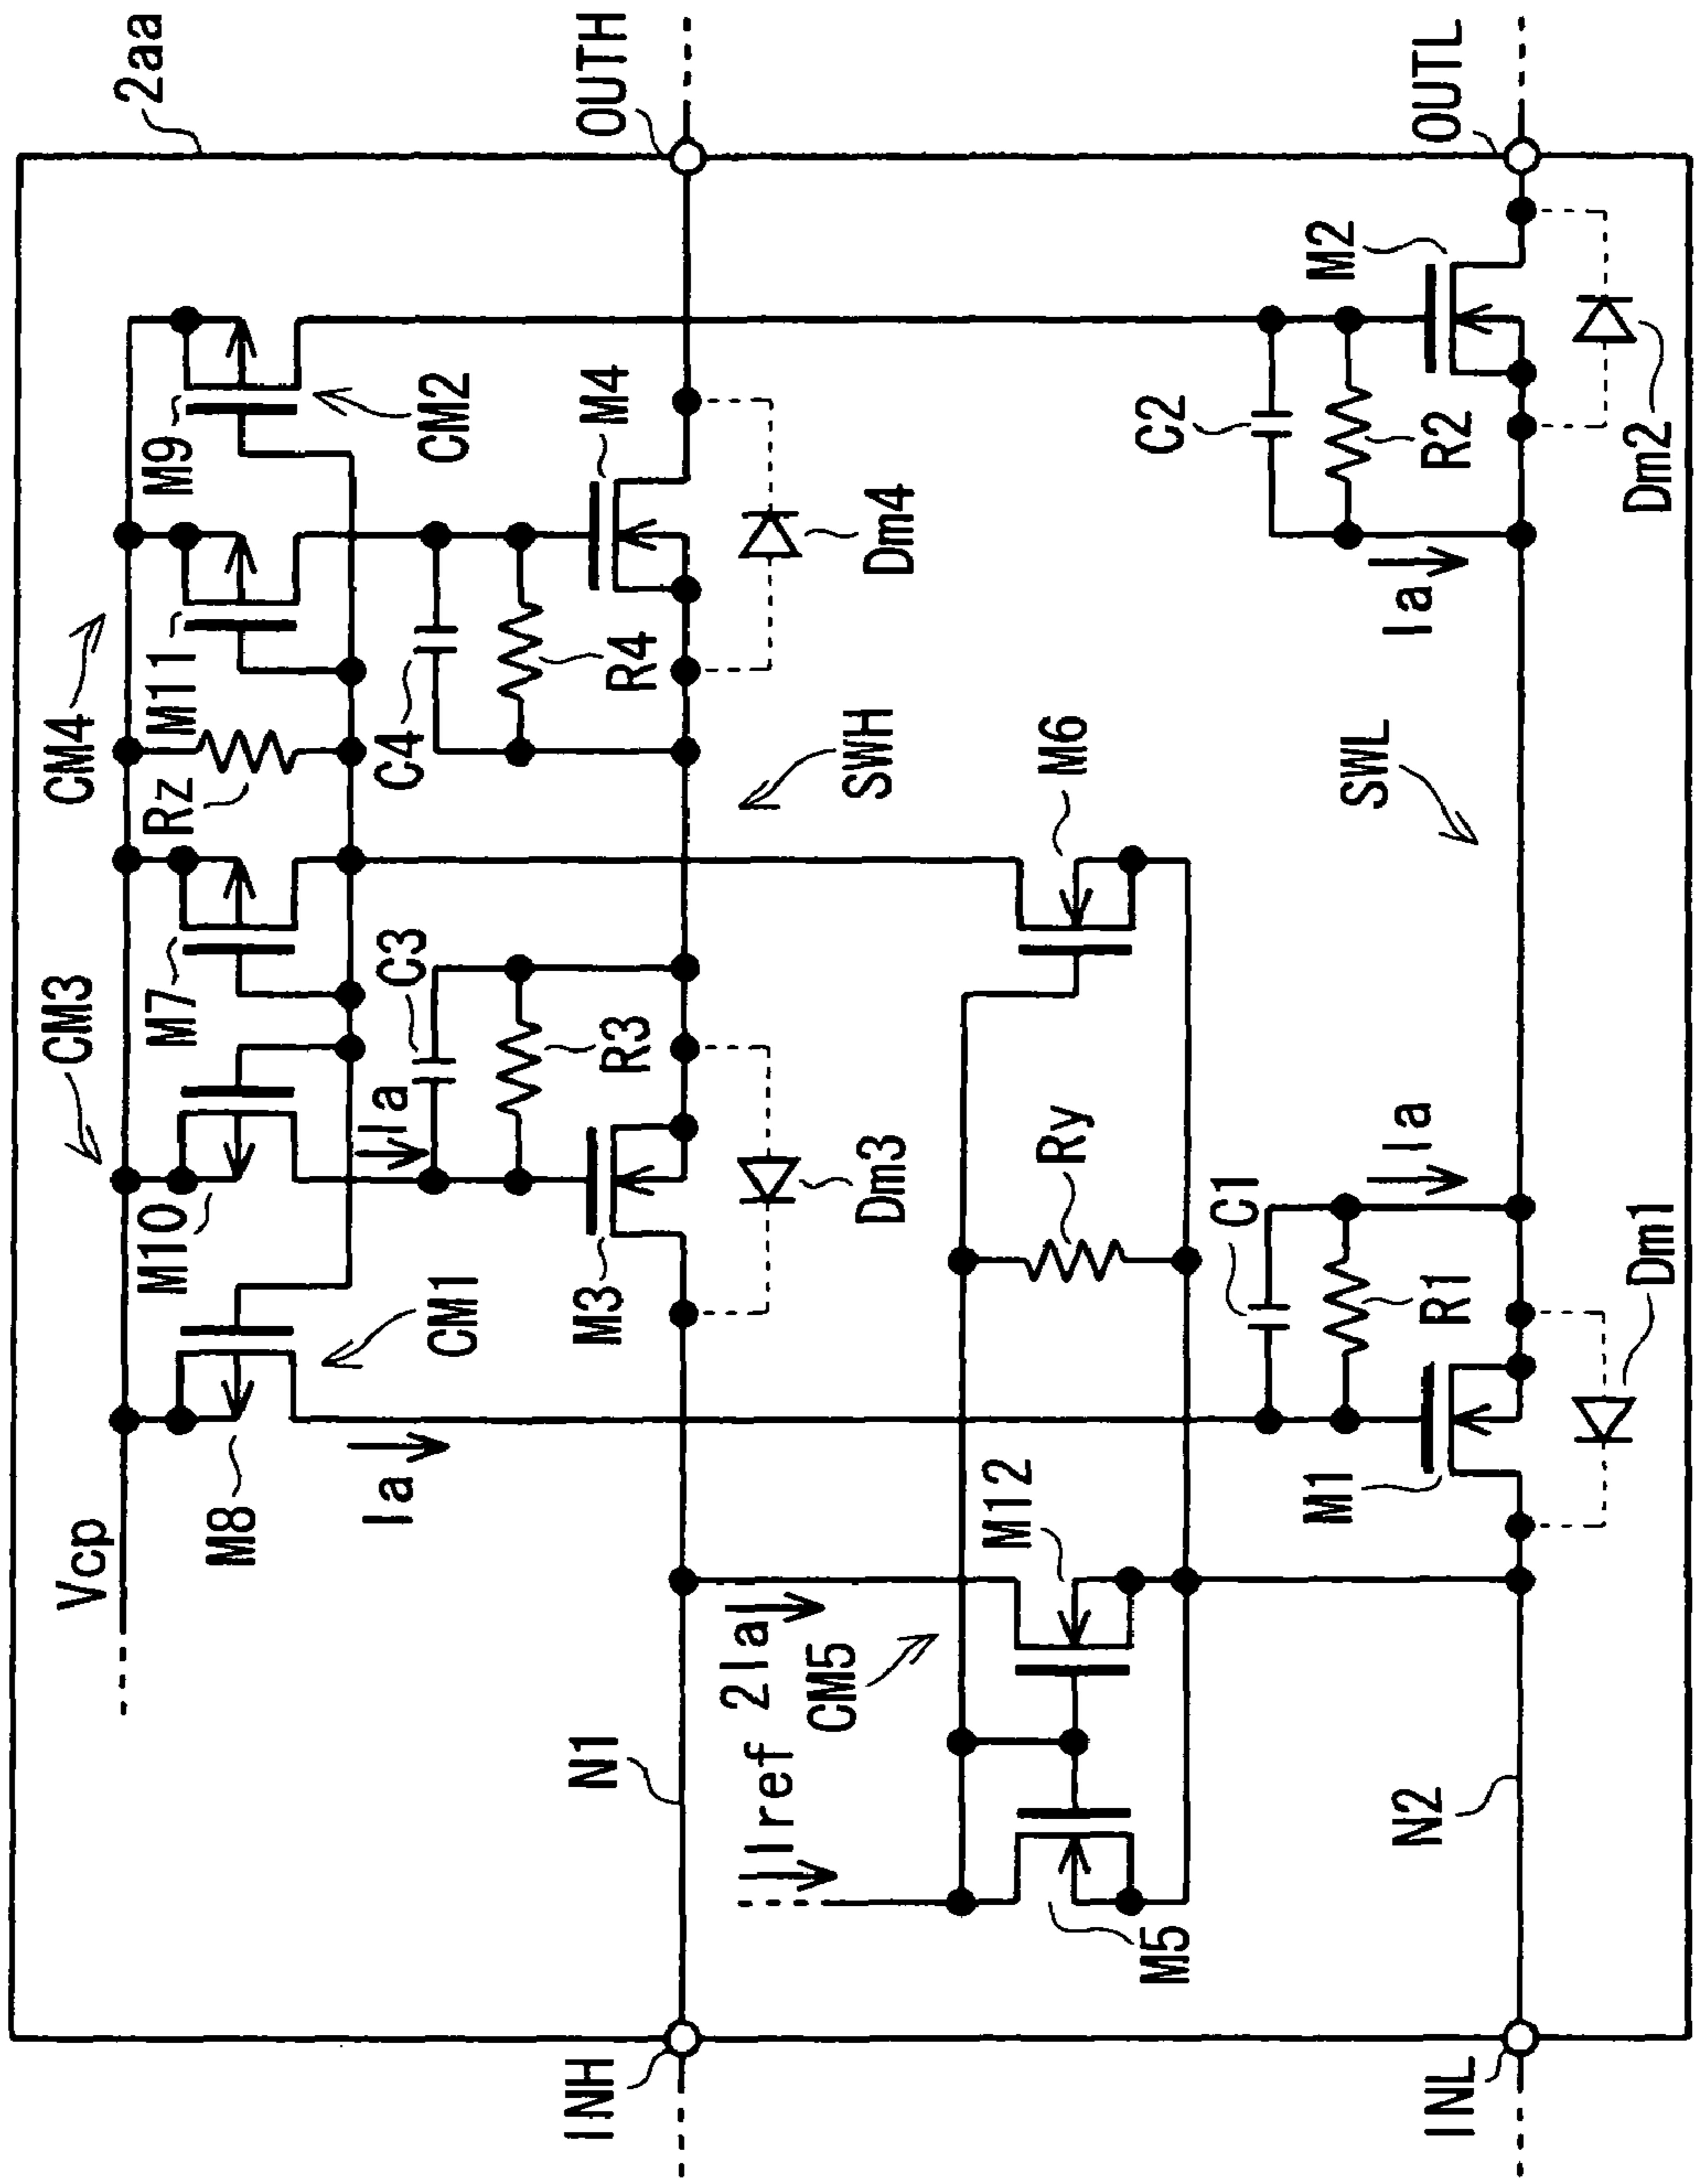 2aa
Vcp
CM3
CM4
M8
M10
M7
Rz
M11
M9
Ia
CM1
Ia
C3
C4
CM2
INH
N1
M3
R3
R4
M4
OUTH
Iref
2Ia
CM5
Dm3
SWH
Dm4
M5
M12
Ry
M6
C1
C2
INL
N2
M1
R1
Ia
SWL
Ia
R2
M2
OUTL
Dm1
Dm2